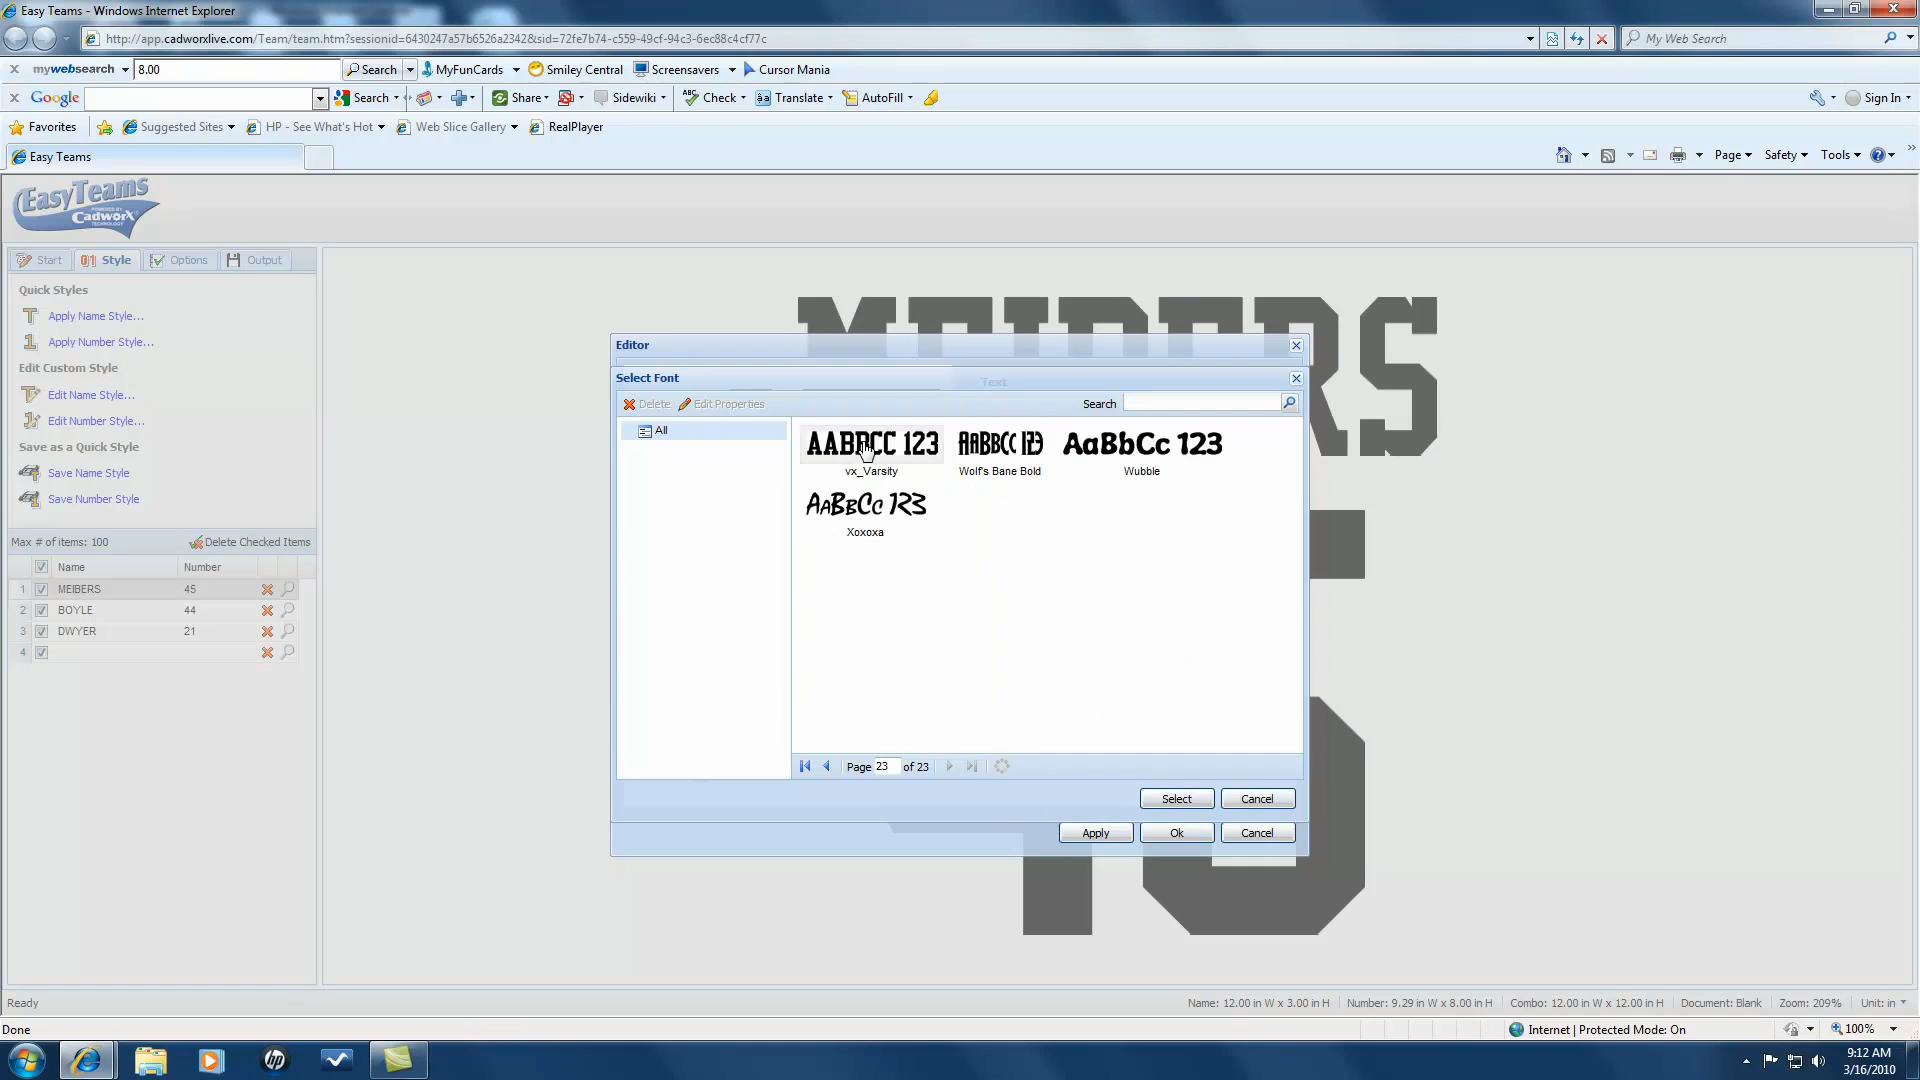 Easy Teams - Windows Internet Explorer
http://app.cadworxlive.com/Team/team.htm?sessionid=6430247a57b6526a2342&sid=72fe7b74-c559-49cf-94c3-6ec88c4cf77c
My Web Search
X mywebsearch 8.00 Search MyFunCards Smiley Central Screensavers Cursor Mania
X Google Search Share Sidewiki Check Translate AutoFill Sign In
Favorites Suggested Sites HP - See What's Hot Web Slice Gallery RealPlayer
Easy Teams
Page Safety Tools
EasyTeams
POWERED BY
CadworX
TECHNOLOGY
Start 01 Style Options Output
Quick Styles
Apply Name Style...
Apply Number Style...
Edit Custom Style
Edit Name Style...
Edit Number Style...
Save as a Quick Style
Save Name Style
Save Number Style
Max # of items: 100 Delete Checked Items
Name Number
1 MEIBERS 45
2 BOYLE 44
3 DWYER 21
4
MEIBERS
Editor
Text
Select Font
Delete Edit Properties Search
All
AABBCC 123 AaBBCC 123 AaBbCc 123
vx_Varsity Wolf's Bane Bold Wubble
AaBbCc 123
Xoxoxa
Page 23 of 23
Select Cancel
Apply Ok Cancel
Ready
Name: 12.00 in W x 3.00 in H Number: 9.29 in W x 8.00 in H Combo: 12.00 in W x 12.00 in H Document: Blank Zoom: 209% Unit: in
Done
Internet | Protected Mode: On
100%
hp
9:12 AM
3/16/2010